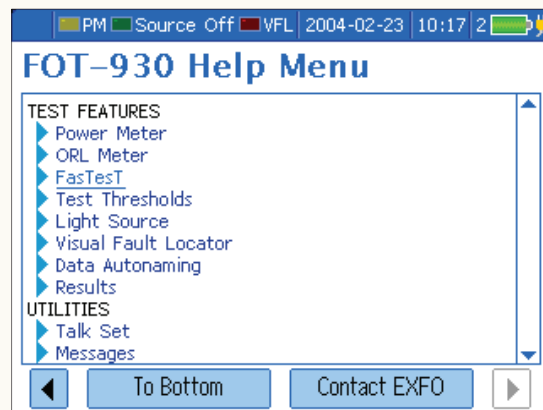 PM Source Off VFL 2004-02-23 10:17 2
FOT-930 Help Menu
TEST FEATURES
Power Meter
ORL Meter
FasTesT
Test Thresholds
Light Source
Visual Fault Locator
Data Autonaming
Results
UTILITIES
Talk Set
Messages
To Bottom Contact EXFO